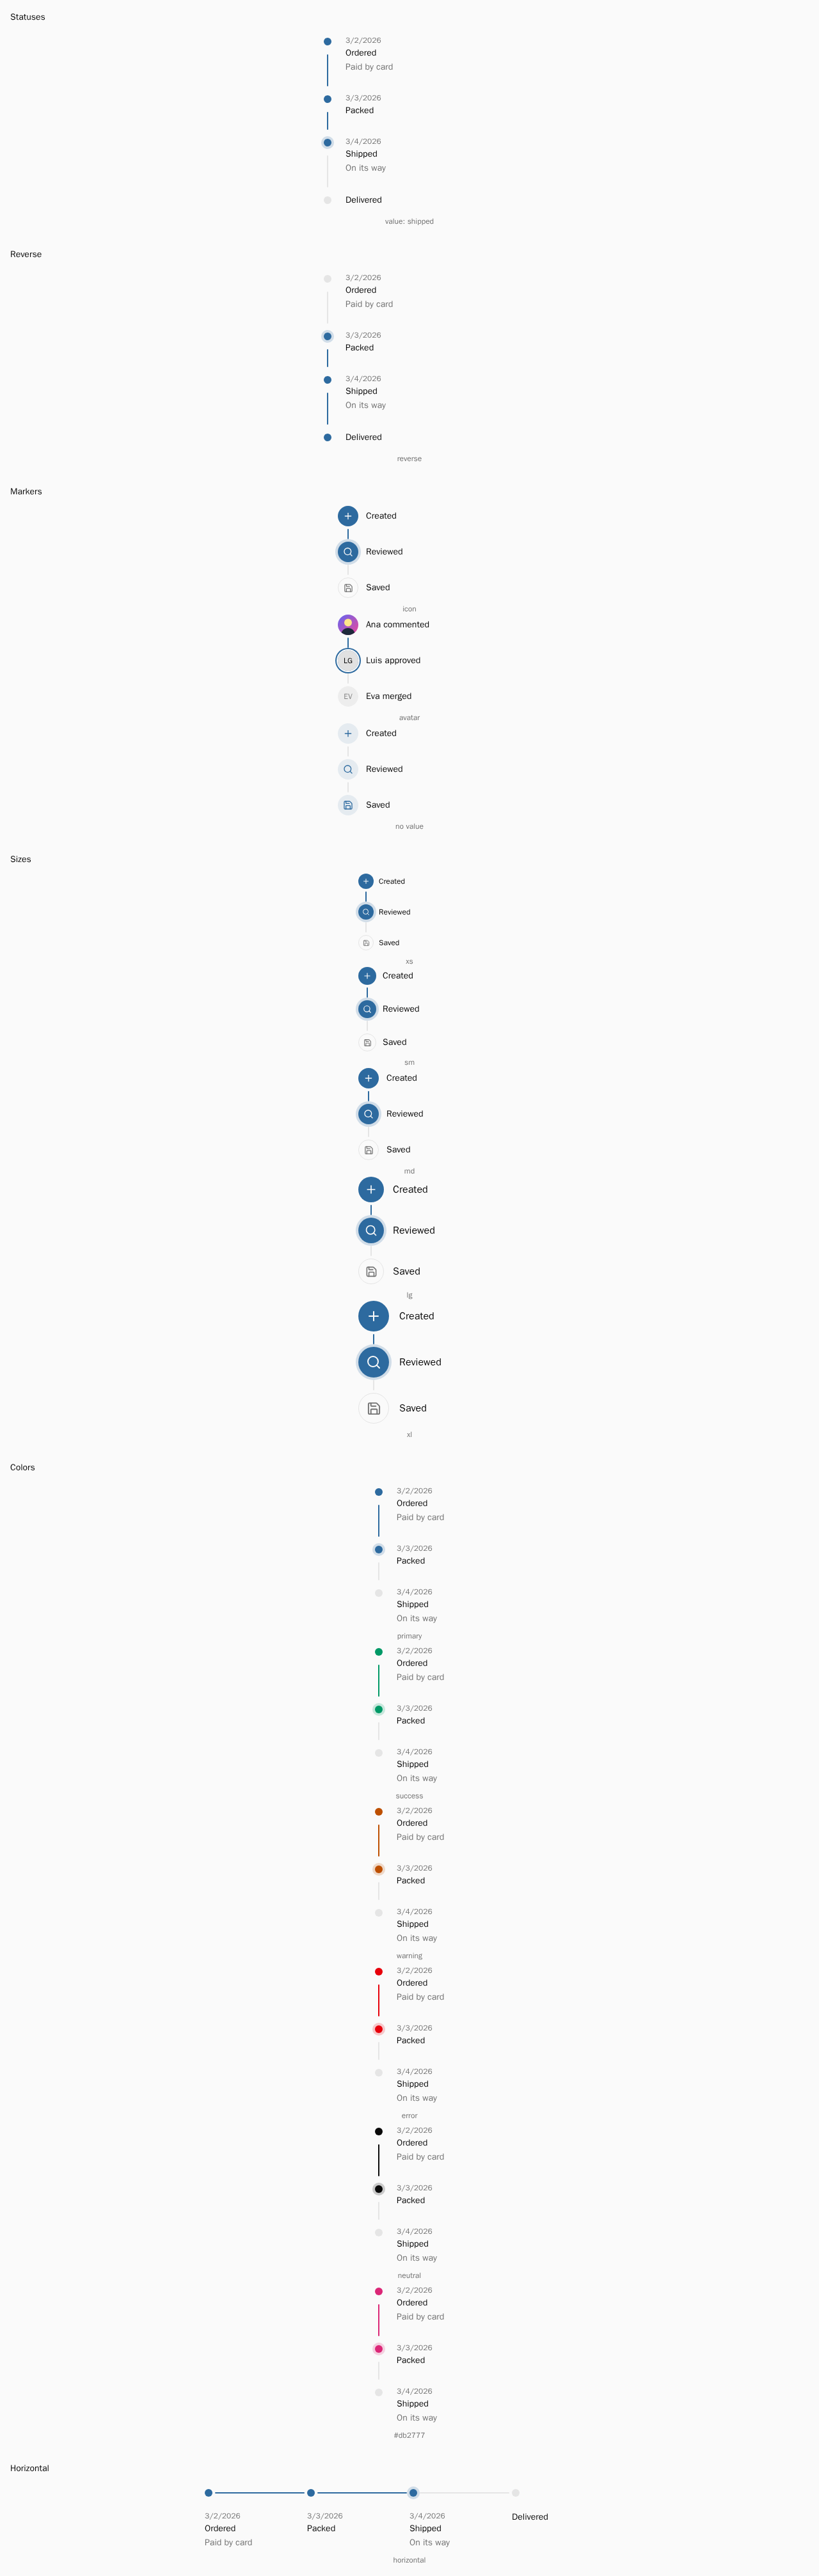 Statuses
3/2/2026
Ordered
Paid by card
3/3/2026
Packed
3/4/2026
Shipped
On its way
Delivered
value: shipped
Reverse
3/2/2026
Ordered
Paid by card
3/3/2026
Packed
3/4/2026
Shipped
On its way
Delivered
reverse
Markers
Created
Reviewed
Saved
icon
Ana commented
LG Luis approved
EV Eva merged
avatar
Created
Reviewed
Saved
no value
Sizes
Created
Reviewed
Saved
xs
Created
Reviewed
Saved
sm
Created
Reviewed
Saved
md
Created
Reviewed
Saved
lg
Created
Reviewed
Saved
xl
Colors
3/2/2026
Ordered
Paid by card
3/3/2026
Packed
3/4/2026
Shipped
On its way
primary
3/2/2026
Ordered
Paid by card
3/3/2026
Packed
3/4/2026
Shipped
On its way
success
3/2/2026
Ordered
Paid by card
3/3/2026
Packed
3/4/2026
Shipped
On its way
warning
3/2/2026
Ordered
Paid by card
3/3/2026
Packed
3/4/2026
Shipped
On its way
error
3/2/2026
Ordered
Paid by card
3/3/2026
Packed
3/4/2026
Shipped
On its way
neutral
3/2/2026
Ordered
Paid by card
3/3/2026
Packed
3/4/2026
Shipped
On its way
#db2777
Horizontal
3/2/2026
Ordered
Paid by card
3/3/2026
Packed
3/4/2026
Shipped
On its way
Delivered
horizontal